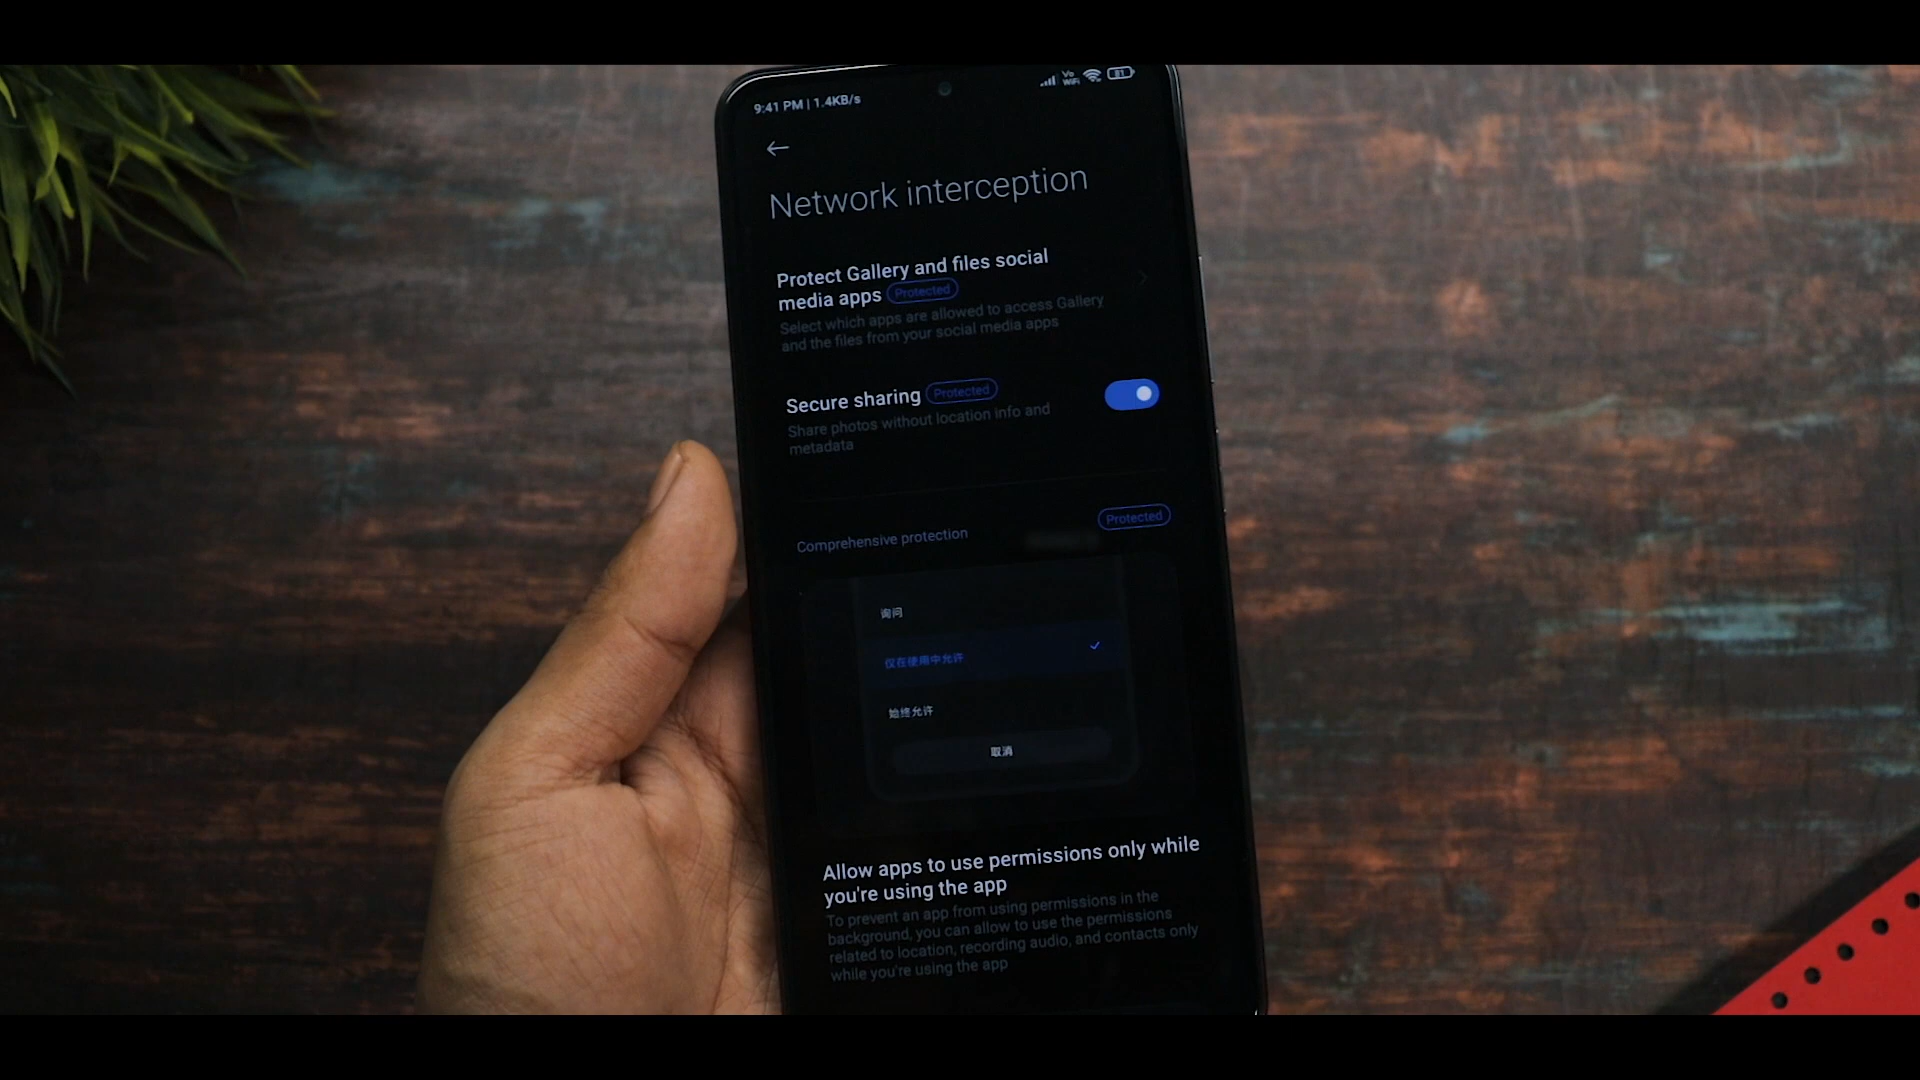 9:41 PM | 1.4KB/s
Vo
WiFi
81
Network interception
Protect Gallery and files social
media apps Protected
Select which apps are allowed to access Gallery
and the files from your social media apps
Secure sharing Protected
Share photos without location info and
metadata
Comprehensive protection
Protected
询问
仅在使用中允许
始终允许
取消
Allow apps to use permissions only while
you're using the app
To prevent an app from using permissions in the
background, you can allow to use the permissions
related to location, recording audio, and contacts only
while you're using the app